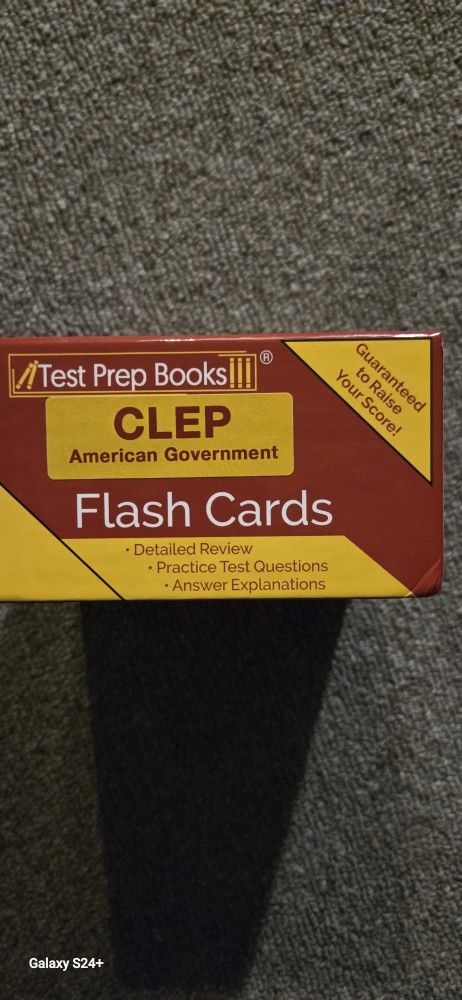 Test Prep Books!!!®
Guaranteed
to Raise
Your Score!
CLEP
American Government
Flash Cards
• Detailed Review
• Practice Test Questions
• Answer Explanations
Galaxy S24+